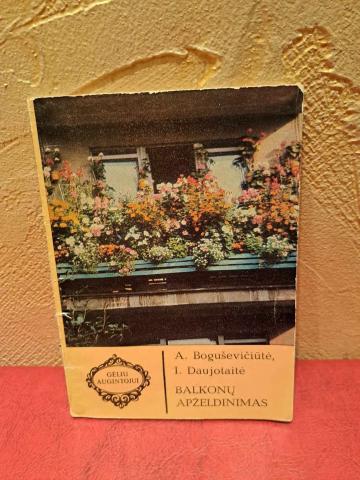 GĖLIŲ
AUGINTOJUI
A. Boguševičiūtė,
I. Daujotaitė
BALKONŲ
APŽELDINIMAS